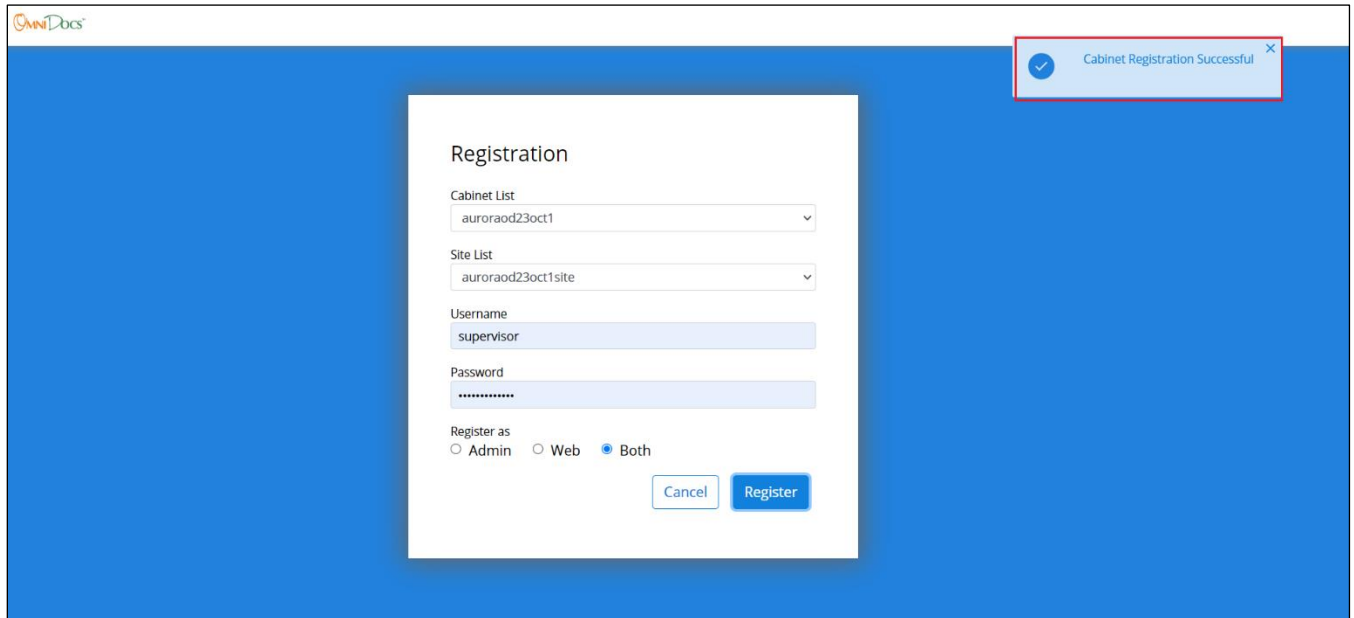 OMNIDOCS
Cabinet Registration Successful
Registration
Cabinet List
auroraod23oct1
Site List
auroraod23oct1site
Username
supervisor
Password
•••••••••••••
Register as
Admin Web Both
Cancel Register